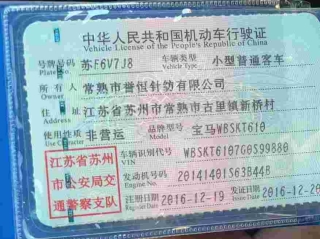 中华人民共和国机动车行驶证
Vehicle License of the People's Republic of China
号牌号码 苏F6V7J8 车辆类型 小型普通客车
Plate No. Vehicle Type
所有人 常熟市誉恒针纺有限公司
Owner
住址 江苏省苏州市常熟市古里镇新桥村
Address
使用性质 非营运 品牌型号 宝马WBSKT610
Use Character Model
江苏省苏州市公安局交通警察支队
车辆识别代号 WBSKT6107G0S99880
VIN
发动机号码 20141401S63B44B
Engine No.
注册日期 2016-12-19 发证日期 2016-12-20
Register Date Issue Date